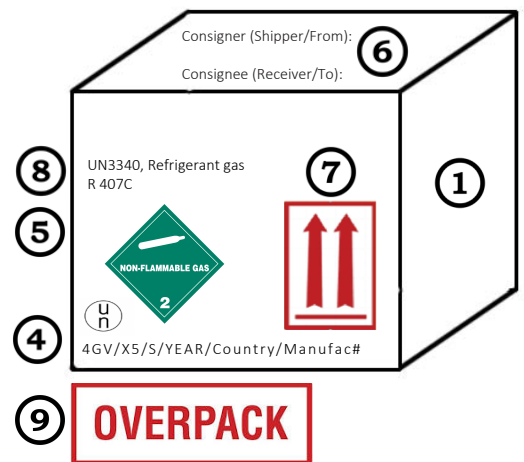 Consigner (Shipper/From):
6
Consignee (Receiver/To):
8
UN3340, Refrigerant gas
R 407C
7
1
5
NON-FLAMMABLE GAS
2
u
n
4
4GV/X5/S/YEAR/Country/Manufac#
9
OVERPACK